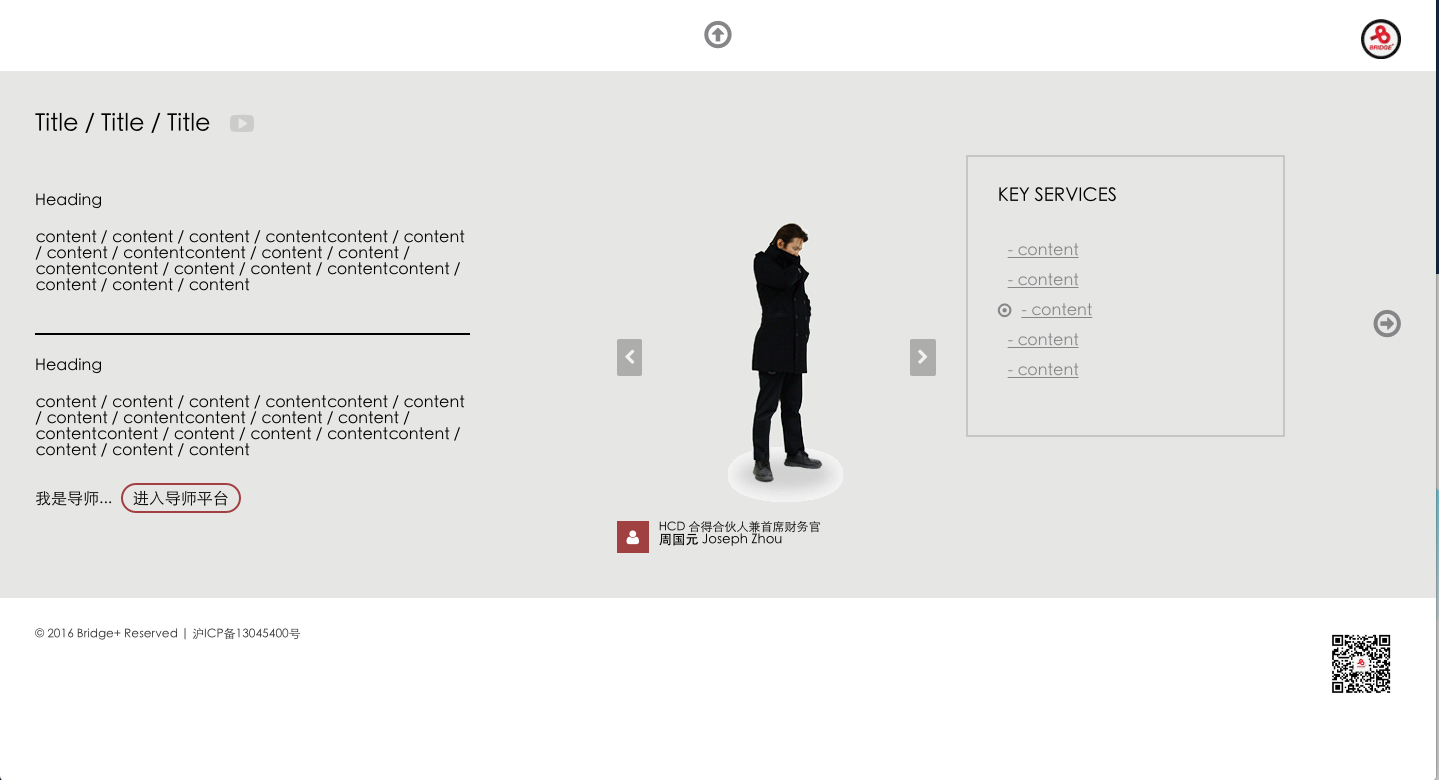 BRIDGE+
Title / Title / Title
Heading
content / content / content / contentcontent / content
/ content / contentcontent / content / content /
contentcontent / content / content / contentcontent /
content / content / content
Heading
content / content / content / contentcontent / content
/ content / contentcontent / content / content /
contentcontent / content / content / contentcontent /
content / content / content
我是导师... 进入导师平台
HCD 合得合伙人兼首席财务官
周国元 Joseph Zhou
KEY SERVICES
- content
- content
- content
- content
- content
© 2016 Bridge+ Reserved | 沪ICP备13045400号